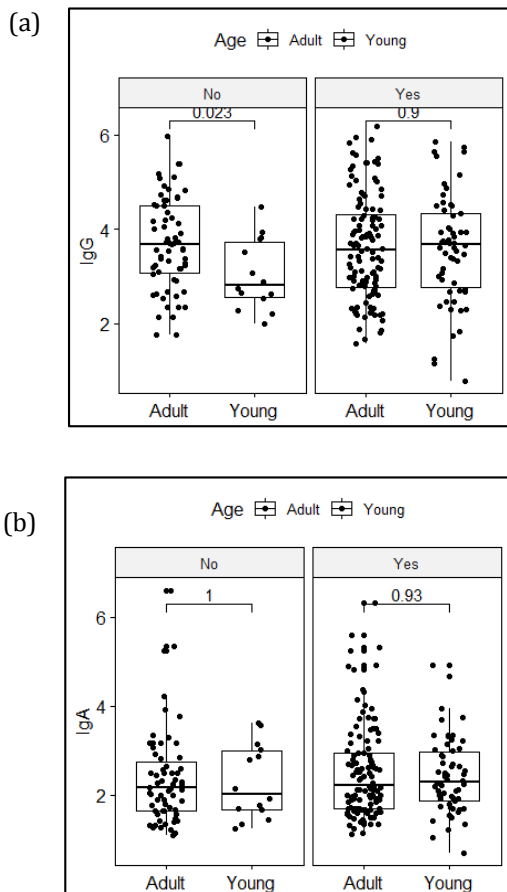 (a)
Age Adult Young
No Yes
0.023 0.9
6
4
2
IgG
Adult Young Adult Young
(b)
Age Adult Young
No Yes
1 0.93
6
4
2
IgA
Adult Young Adult Young